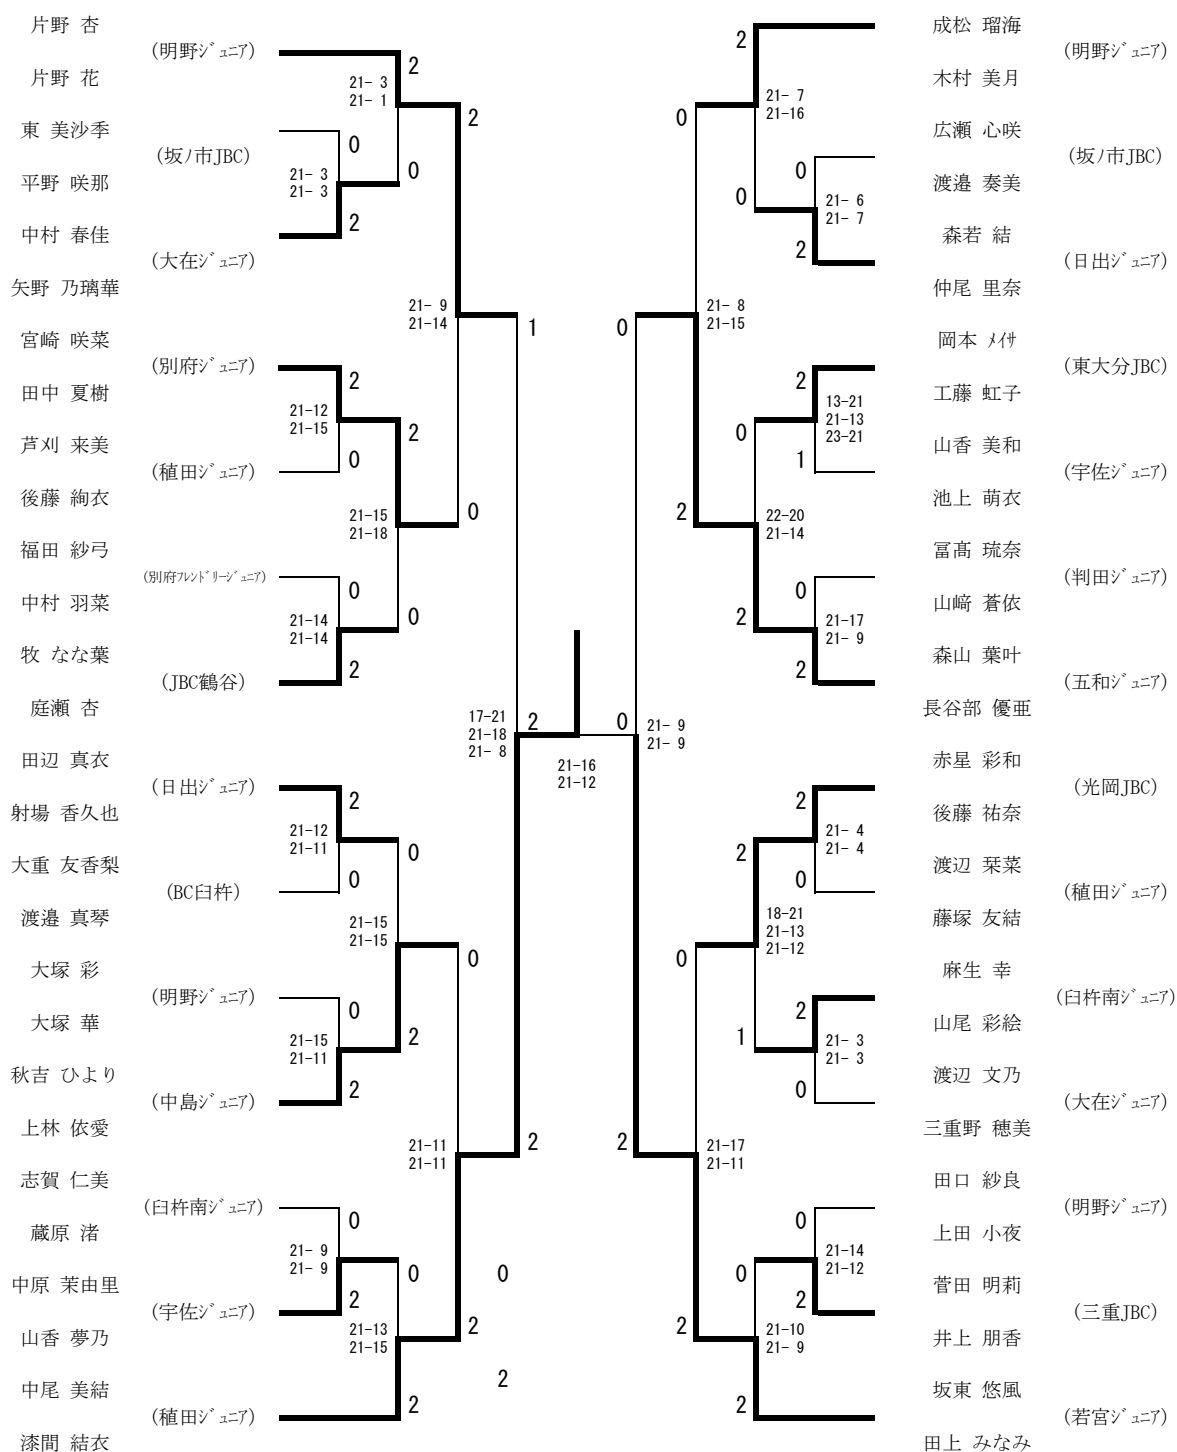 片野 杏
(明野ジュニア)
片野 花
2
21- 3
21- 1
2
東 美沙季
(坂ノ市JBC)
平野 咲那
0
21- 3
21- 3
0
2
中村 春佳
(大在ジュニア)
矢野 乃璃華
21- 9
21-14
1
宮崎 咲菜
(別府ジュニア)
田中 夏樹
2
21-12
21-15
2
0
芦刈 来美
(稙田ジュニア)
後藤 絢衣
21-15
21-18
0
福田 紗弓
(別府フレンドリージュニア)
中村 羽菜
0
21-14
21-14
0
2
牧 なな葉
(JBC鶴谷)
庭瀬 杏
17-21
21-18
21- 8
2
田辺 真衣
(日出ジュニア)
射場 香久也
2
21-12
21-11
0
0
大重 友香梨
(BC臼杵)
渡邉 真琴
21-15
21-15
0
大塚 彩
(明野ジュニア)
大塚 華
0
21-15
21-11
2
2
秋吉 ひより
(中島ジュニア)
上林 依愛
21-11
21-11
2
志賀 仁美
(臼杵南ジュニア)
蔵原 渚
0
21- 9
21- 9
0
0
2
中原 茉由里
(宇佐ジュニア)
山香 夢乃
21-13
21-15
2
2
中尾 美結
(稙田ジュニア)
漆間 結衣
2
21-16
21-12
成松 瑠海
(明野ジュニア)
木村 美月
2
21- 7
21-16
0
広瀬 心咲
(坂ノ市JBC)
渡邉 奏美
0
21- 6
21- 7
0
2
森若 結
(日出ジュニア)
仲尾 里奈
21- 8
21-15
0
岡本 メイサ
(東大分JBC)
工藤 虹子
2
13-21
21-13
23-21
0
1
山香 美和
(宇佐ジュニア)
池上 萌衣
22-20
21-14
2
冨髙 琉奈
(判田ジュニア)
山﨑 蒼依
0
21-17
21- 9
2
2
森山 葉叶
(五和ジュニア)
長谷部 優亜
0
21- 9
21- 9
赤星 彩和
(光岡JBC)
後藤 祐奈
2
21- 4
21- 4
2
0
渡辺 栞菜
(稙田ジュニア)
藤塚 友結
18-21
21-13
21-12
0
麻生 幸
(臼杵南ジュニア)
山尾 彩絵
2
21- 3
21- 3
1
0
渡辺 文乃
(大在ジュニア)
三重野 穂美
21-17
21-11
2
田口 紗良
(明野ジュニア)
上田 小夜
0
21-14
21-12
0
2
菅田 明莉
(三重JBC)
井上 朋香
21-10
21- 9
2
坂東 悠風
(若宮ジュニア)
田上 みなみ
2